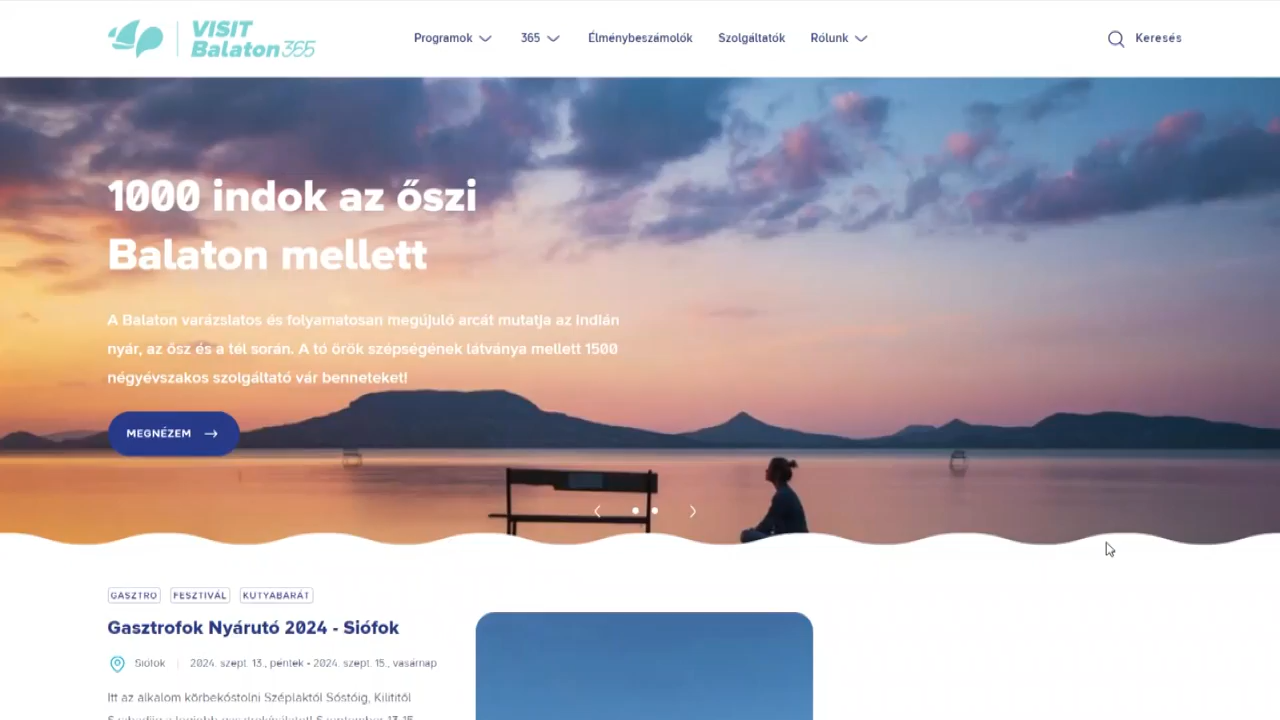 VISIT
Balaton365
Programok
365
Élménybeszámolók
Szolgáltatók
Rólunk
Keresés
1000 indok az őszi
Balaton mellett
A Balaton varázslatos és folyamatosan megújuló arcát mutatja az indián
nyár, az ősz és a tél során. A tó örök szépségének látványa mellett 1500
négyévszakos szolgáltató vár benneteket!
MEGNÉZEM
GASZTRO FESZTIVÁL KUTYABARÁT
Gasztrofok Nyárutó 2024 - Siófok
Siófok 2024. szept. 13., péntek - 2024. szept. 15., vasárnap
Itt az alkalom körbekóstolni Széplaktól Sóstóig, Kilititől